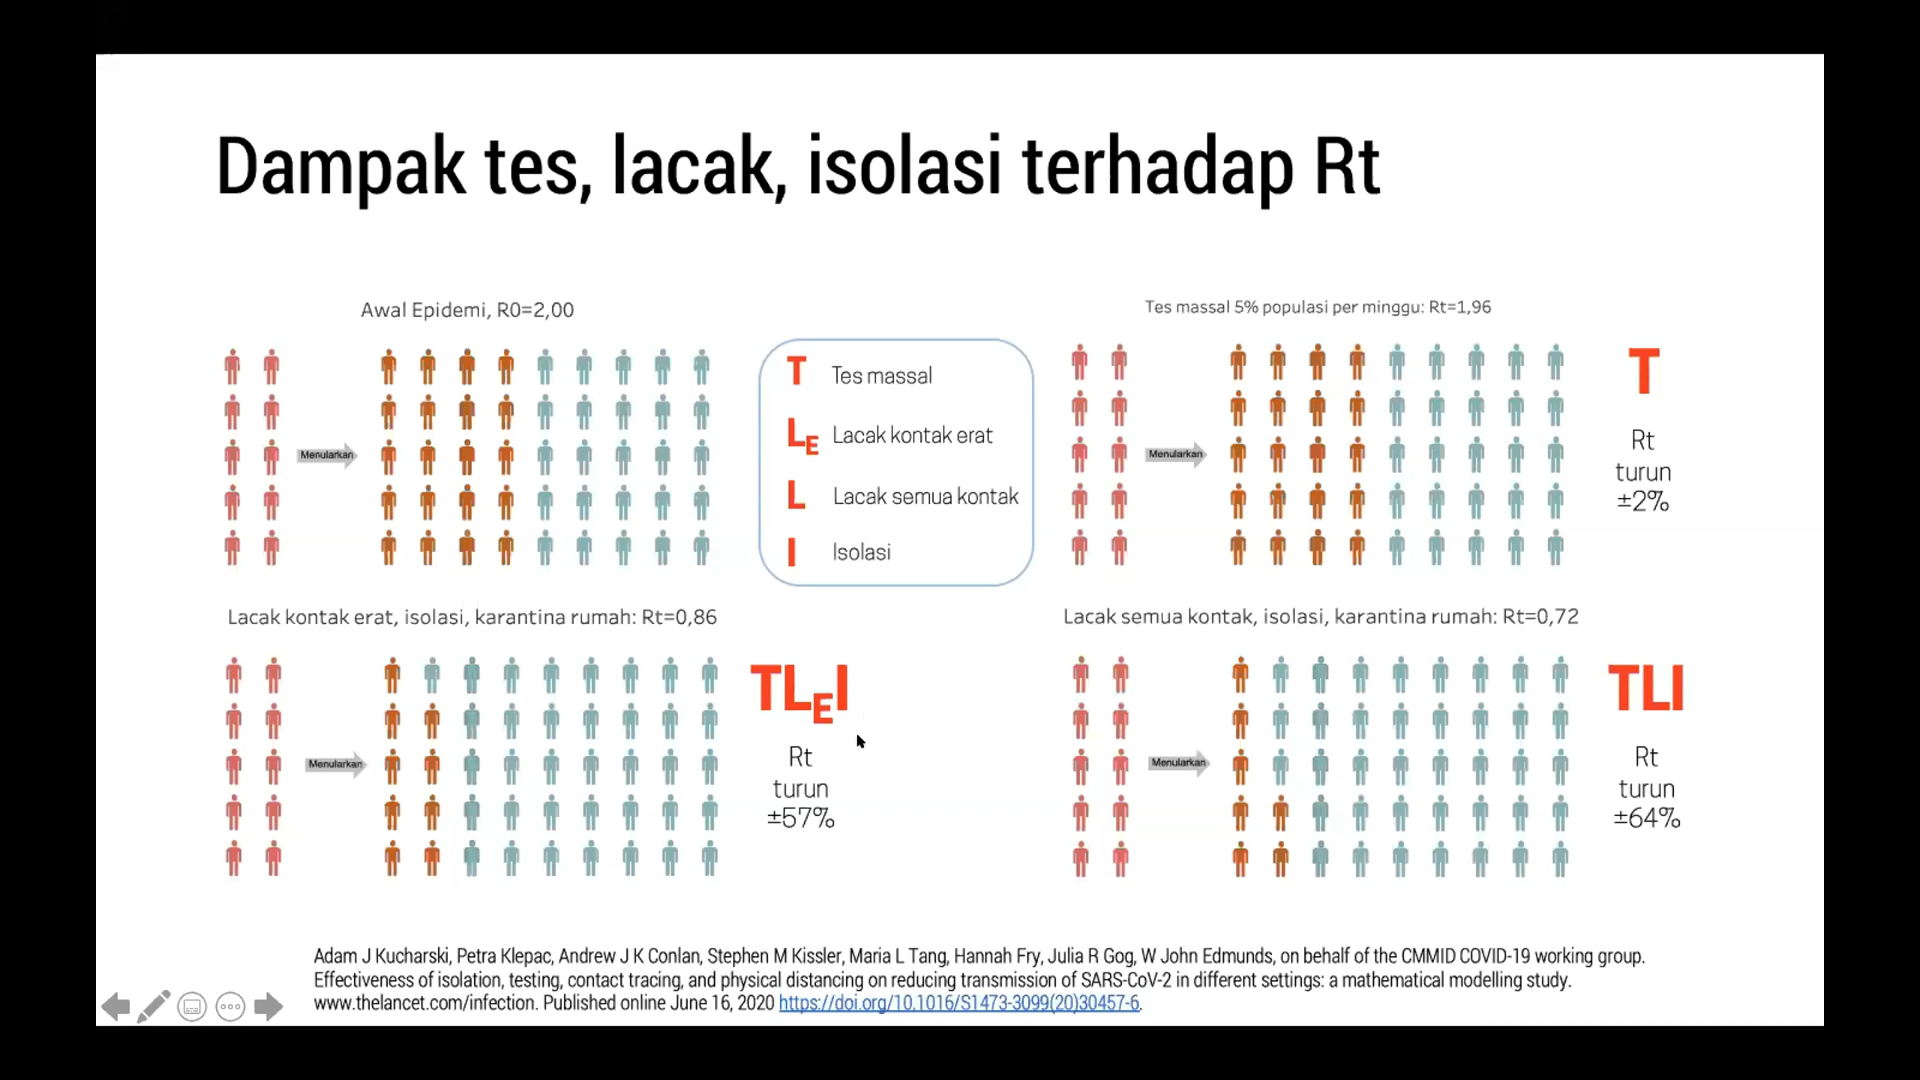 Dampak tes, lacak, isolasi terhadap Rt
Awal Epidemi, R0=2,00
Menularkan
T Tes massal
LE Lacak kontak erat
L Lacak semua kontak
I Isolasi
Tes massal 5% populasi per minggu: Rt=1,96
Menularkan
T
Rt
turun
±2%
Lacak kontak erat, isolasi, karantina rumah: Rt=0,86
Menularkan
TLEI
Rt
turun
±57%
Lacak semua kontak, isolasi, karantina rumah: Rt=0,72
Menularkan
TLI
Rt
turun
±64%
Adam J Kucharski, Petra Klepac, Andrew J K Conlan, Stephen M Kissler, Maria L Tang, Hannah Fry, Julia R Gog, W John Edmunds, on behalf of the CMMID COVID-19 working group.
Effectiveness of isolation, testing, contact tracing, and physical distancing on reducing transmission of SARS-CoV-2 in different settings: a mathematical modelling study.
www.thelancet.com/infection. Published online June 16, 2020 https://doi.org/10.1016/S1473-3099(20)30457-6.